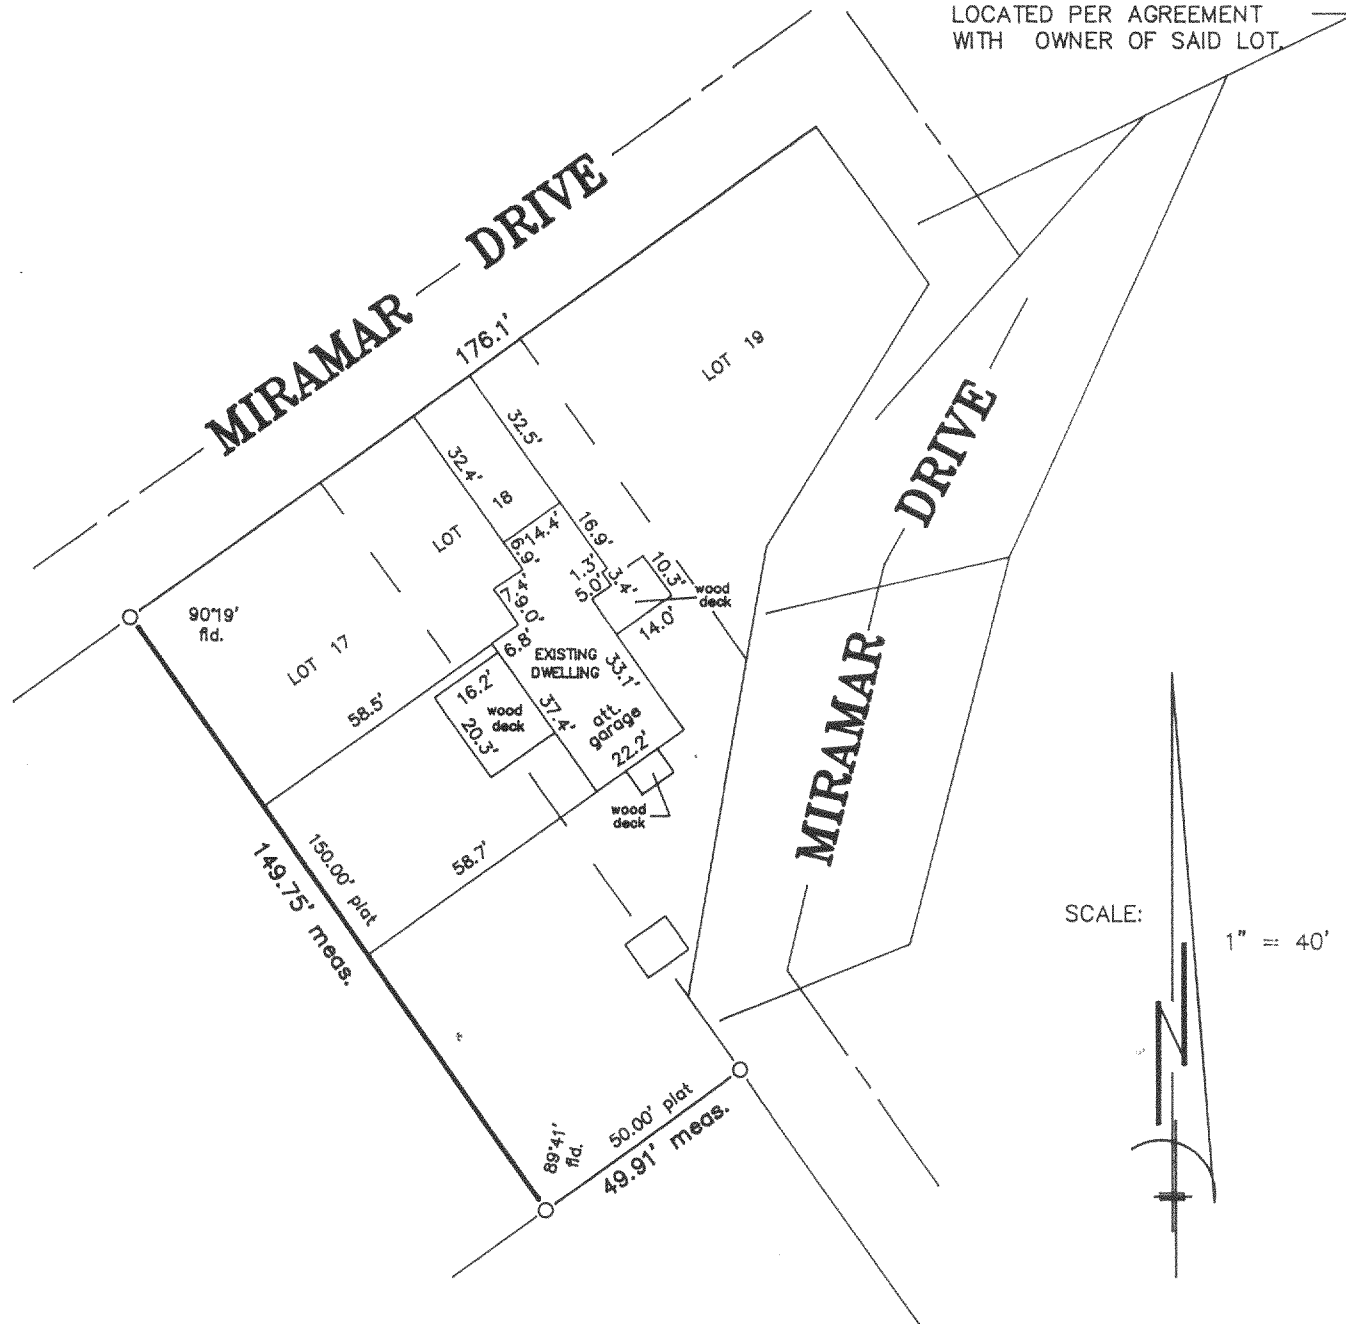 LOCATED PER AGREEMENT
WITH OWNER OF SAID LOT.
MIRAMAR DRIVE
176.1'
LOT 19
32.5'
32.4'
LOT 18
14.4'
16.9'
6.9'
1.3'
3.4'
5.0'
10.3'
wood
deck
7.4'
9.0'
14.0'
90°19'
fld.
LOT 17
6.8'
EXISTING
DWELLING
33.1'
58.5'
16.2'
wood
deck
20.3'
37.4'
att.
garage
22.2'
wood
deck
58.7'
150.00' plat
149.75' meas.
MIRAMAR DRIVE
SCALE:
1" = 40'
N
89°41'
fld.
50.00' plat
49.91' meas.